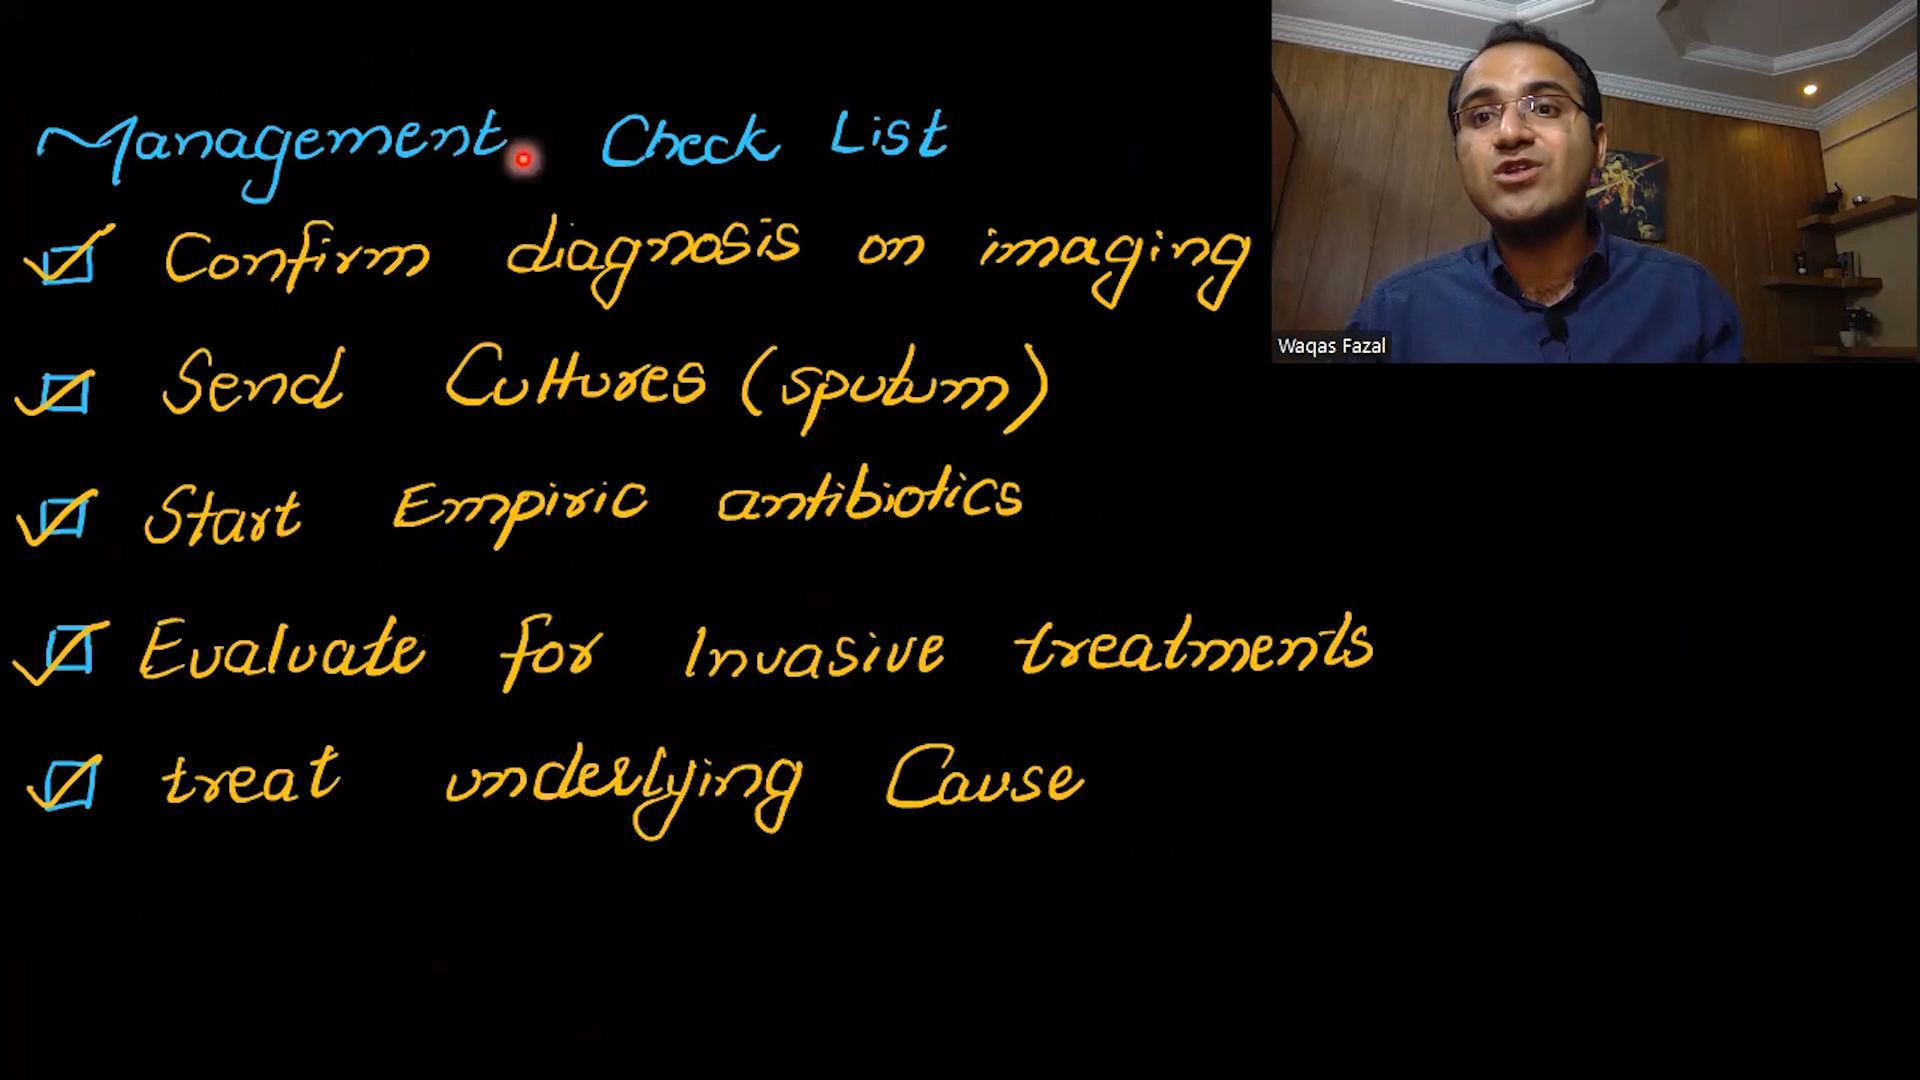 Management Check List
Confirm diagnosis on imaging
Send Cultures (sputum)
Start Empiric antibiotics
Evaluate for Invasive treatments
treat underlying Cause
Waqas Fazal